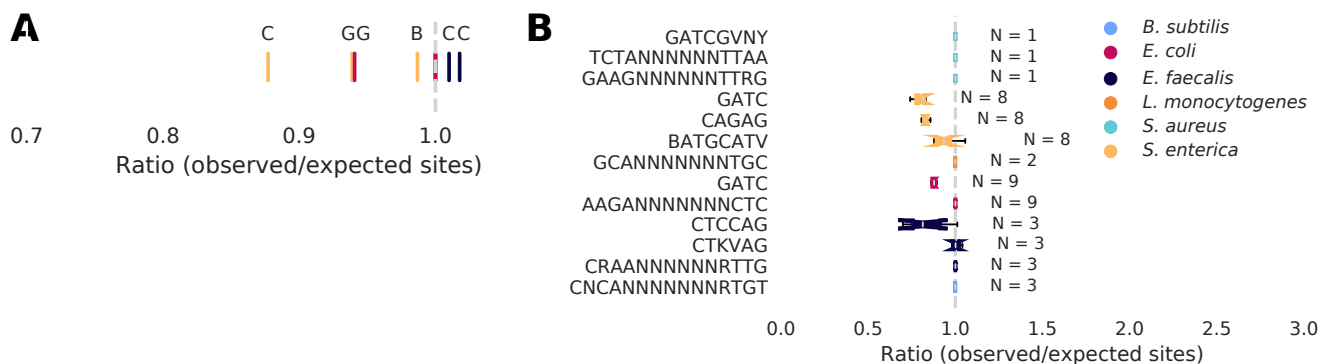 A
C GG B C C
0.7 0.8 0.9 1.0
Ratio (observed/expected sites)
B
GATCGVNY N = 1
TCTANNNNNNTTAA N = 1
GAAGNNNNNNTTRG N = 1
GATC N = 8
CAGAG N = 8
BATGCATV N = 8
GCANNNNNNNTGC N = 2
GATC N = 9
AAGANNNNNNNCTC N = 9
CTCCAG N = 3
CTKVAG N = 3
CRAANNNNNNRTTG N = 3
CNCANNNNNNNRTGT N = 3
0.0 0.5 1.0 1.5 2.0 2.5 3.0
Ratio (observed/expected sites)
B. subtilis
E. coli
E. faecalis
L. monocytogenes
S. aureus
S. enterica